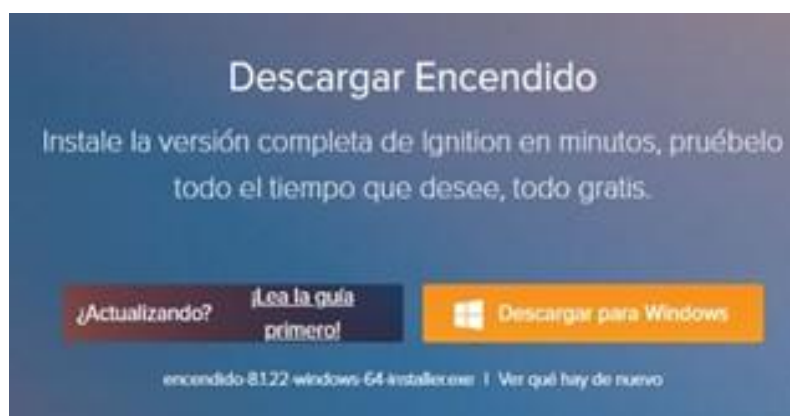 Descargar Encendido
Instale la versión completa de Ignition en minutos, pruébelo
todo el tiempo que desee, todo gratis.
¿Actualizando? ¡Lea la guía
primero!
Descargar para Windows
encendido-8.1.22-windows-64-installer.exe | Ver qué hay de nuevo